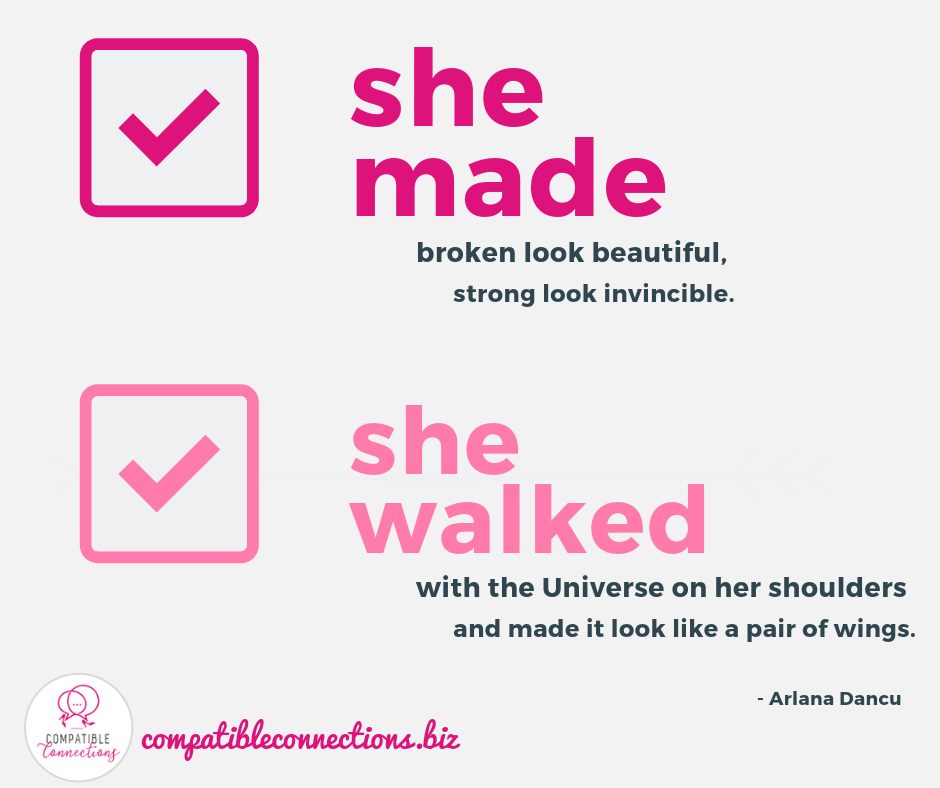 she
made
broken look beautiful,
strong look invincible.
she
walked
with the Universe on her shoulders
and made it look like a pair of wings.
- Arlana Dancu
COMPATIBLE
Connections
compatibleconnections.biz